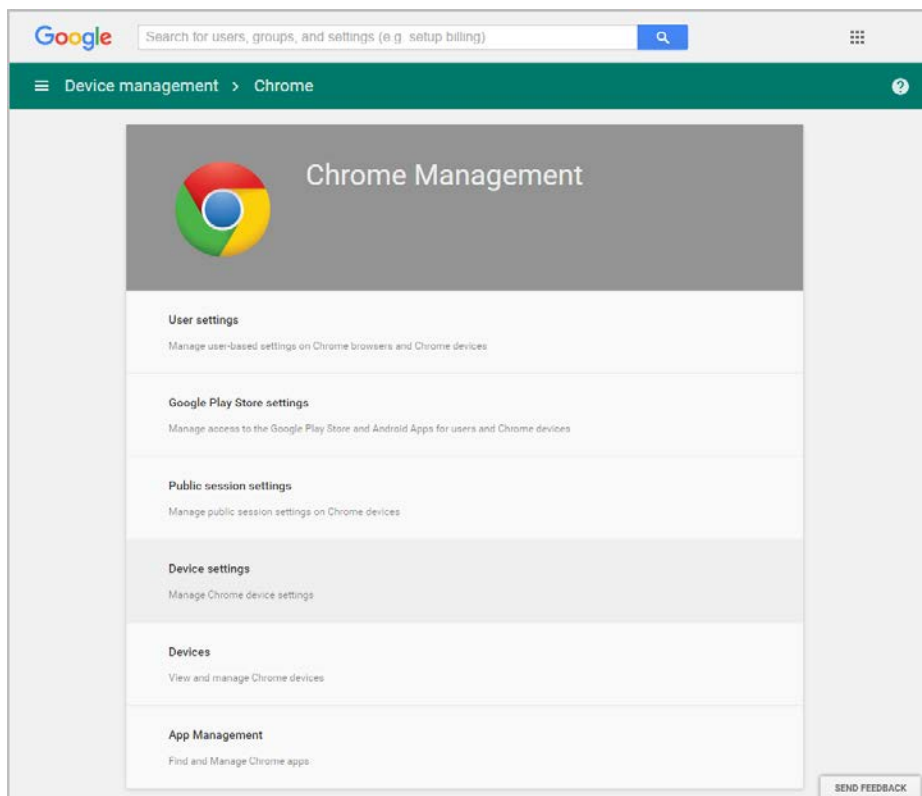 Google
Search for users, groups, and settings (e.g. setup billing)
Device management > Chrome
Chrome Management
User settings
Manage user-based settings on Chrome browsers and Chrome devices
Google Play Store settings
Manage access to the Google Play Store and Android Apps for users and Chrome devices
Public session settings
Manage public session settings on Chrome devices
Device settings
Manage Chrome device settings
Devices
View and manage Chrome devices
App Management
Find and Manage Chrome apps
SEND FEEDBACK